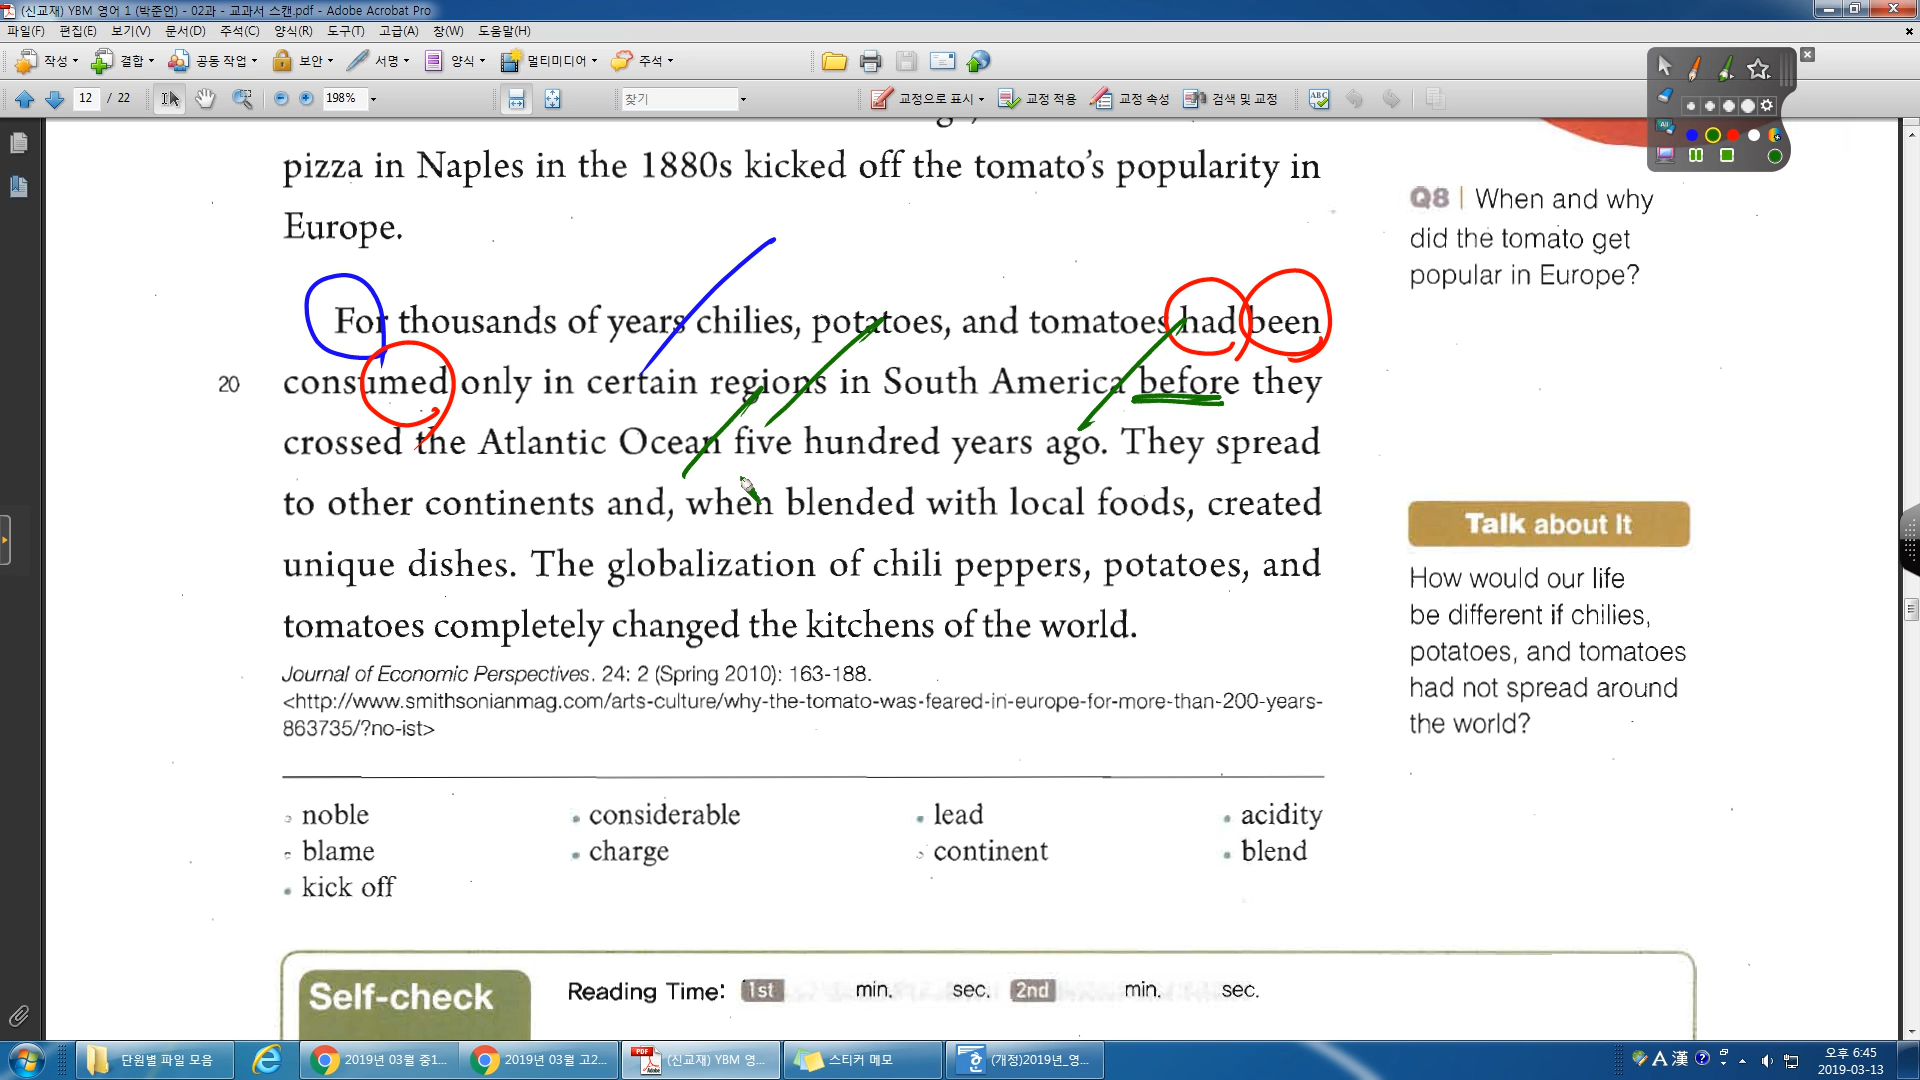 (신교재) YBM 영어 1 (박준언) - 02과 - 교과서 스캔.pdf - Adobe Acrobat Pro
파일(F) 편집(E) 보기(V) 문서(D) 주석(C) 양식(R) 도구(T) 고급(A) 창(W) 도움말(H)
작성 결합 공동 작업 보안 서명 양식 멀티미디어 주석
12 / 22 198% 찾기 교정으로 표시 교정 적용 교정 속성 검색 및 교정
pizza in Naples in the 1880s kicked off the tomato's popularity in
Europe.
For thousands of years chilies, potatoes, and tomatoes had been
20 consumed only in certain regions in South America before they
crossed the Atlantic Ocean five hundred years ago. They spread
to other continents and, when blended with local foods, created
unique dishes. The globalization of chili peppers, potatoes, and
tomatoes completely changed the kitchens of the world.
Journal of Economic Perspectives. 24: 2 (Spring 2010): 163-188.
<http://www.smithsonianmag.com/arts-culture/why-the-tomato-was-feared-in-europe-for-more-than-200-years-
863735/?no-ist>
Q8 | When and why
did the tomato get
popular in Europe?
Talk about It
How would our life
be different if chilies,
potatoes, and tomatoes
had not spread around
the world?
noble considerable lead acidity
blame charge continent blend
kick off
Self-check Reading Time: 1st min. sec. 2nd min. sec.
단원별 파일 모음 2019년 03월 중1... 2019년 03월 고2... (신교재) YBM 영... 스티커 메모 (개정)2019년_영...
A 漢
오후 6:45
2019-03-13